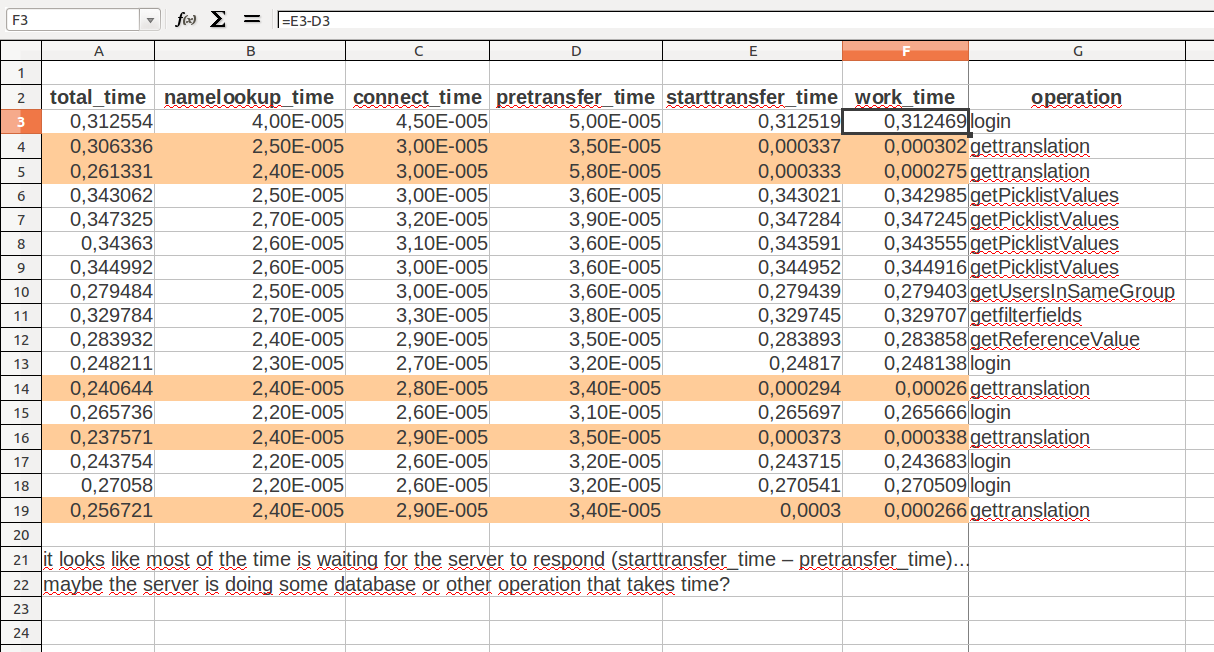 F3 f(x) Σ = =E3-D3
A B C D E F G
1
2 total_time namelookup_time connect_time pretransfer_time starttransfer_time work_time operation
3 0,312554 4,00E-005 4,50E-005 5,00E-005 0,312519 0,312469 login
4 0,306336 2,50E-005 3,00E-005 3,50E-005 0,000337 0,000302 gettranslation
5 0,261331 2,40E-005 3,00E-005 5,80E-005 0,000333 0,000275 gettranslation
6 0,343062 2,50E-005 3,00E-005 3,60E-005 0,343021 0,342985 getPicklistValues
7 0,347325 2,70E-005 3,20E-005 3,90E-005 0,347284 0,347245 getPicklistValues
8 0,34363 2,60E-005 3,10E-005 3,60E-005 0,343591 0,343555 getPicklistValues
9 0,344992 2,60E-005 3,00E-005 3,60E-005 0,344952 0,344916 getPicklistValues
10 0,279484 2,50E-005 3,00E-005 3,60E-005 0,279439 0,279403 getUsersInSameGroup
11 0,329784 2,70E-005 3,30E-005 3,80E-005 0,329745 0,329707 getfilterfields
12 0,283932 2,40E-005 2,90E-005 3,50E-005 0,283893 0,283858 getReferenceValue
13 0,248211 2,30E-005 2,70E-005 3,20E-005 0,24817 0,248138 login
14 0,240644 2,40E-005 2,80E-005 3,40E-005 0,000294 0,00026 gettranslation
15 0,265736 2,20E-005 2,60E-005 3,10E-005 0,265697 0,265666 login
16 0,237571 2,40E-005 2,90E-005 3,50E-005 0,000373 0,000338 gettranslation
17 0,243754 2,20E-005 2,60E-005 3,20E-005 0,243715 0,243683 login
18 0,27058 2,20E-005 2,60E-005 3,20E-005 0,270541 0,270509 login
19 0,256721 2,40E-005 2,90E-005 3,40E-005 0,0003 0,000266 gettranslation
20
21 it looks like most of the time is waiting for the server to respond (starttransfer_time – pretransfer_time)...
22 maybe the server is doing some database or other operation that takes time?
23
24